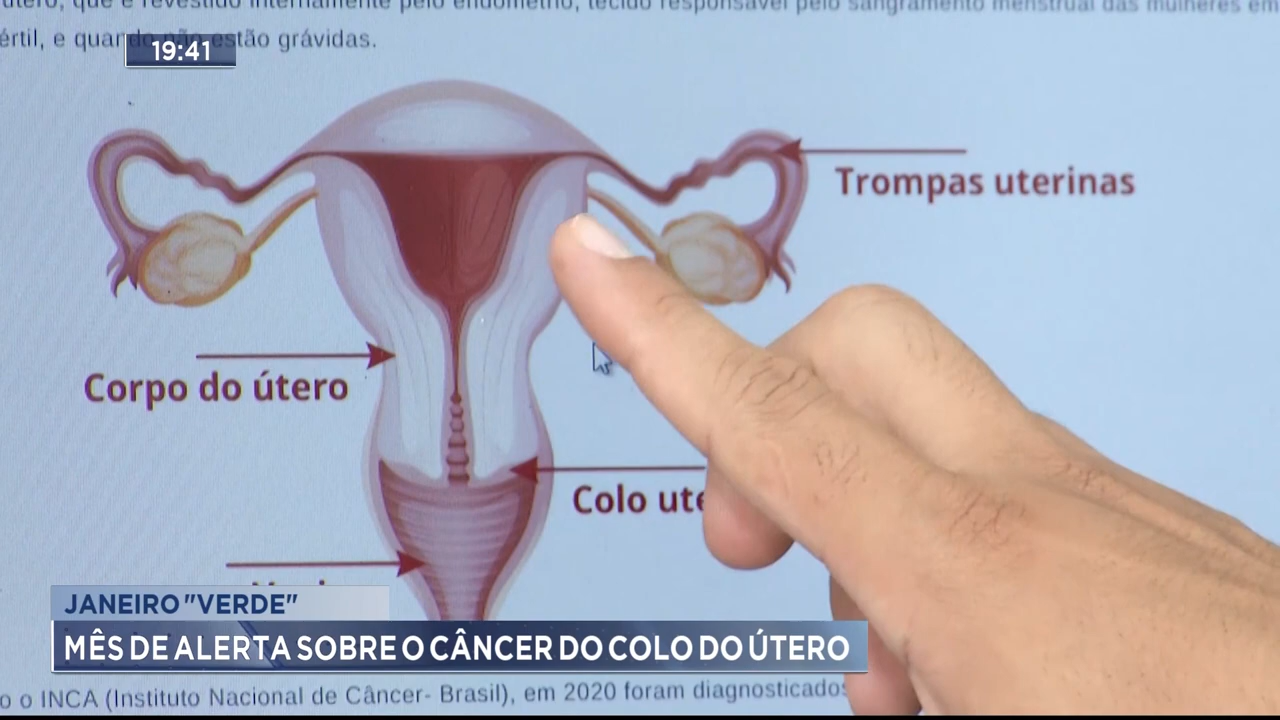 útero, que é revestido internamente pelo endométrio, tecido responsável pelo sangramento menstrual das mulheres em
értil, e quando não estão grávidas.
19:41
Trompas uterinas
Corpo do útero
Colo ute
JANEIRO "VERDE"
MÊS DE ALERTA SOBRE O CÂNCER DO COLO DO ÚTERO
o o INCA (Instituto Nacional de Câncer- Brasil), em 2020 foram diagnosticados